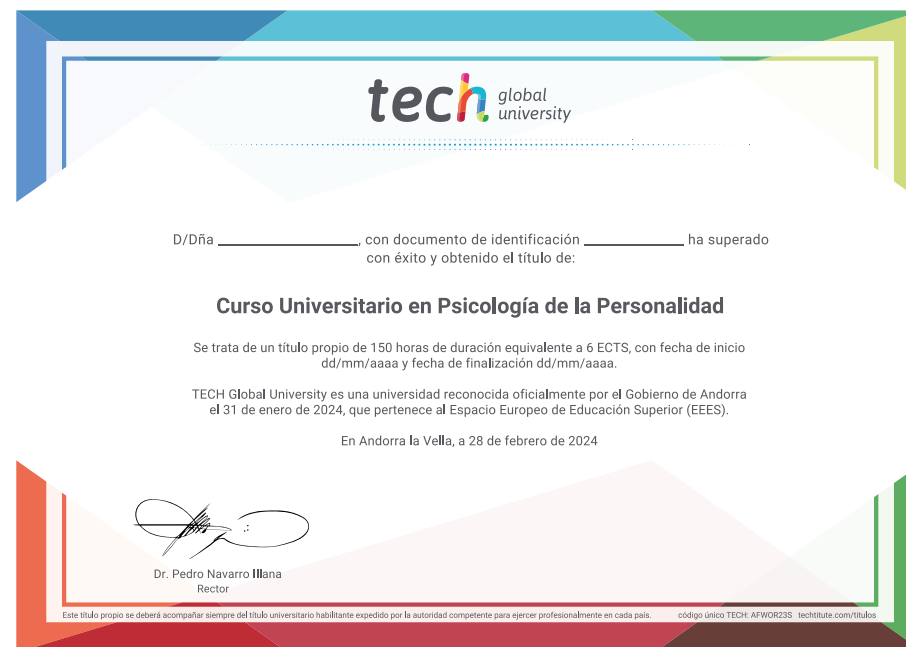 tech global university
D/Dña ____________________, con documento de identificación ______________ ha superado
con éxito y obtenido el título de:
Curso Universitario en Psicología de la Personalidad
Se trata de un título propio de 150 horas de duración equivalente a 6 ECTS, con fecha de inicio
dd/mm/aaaa y fecha de finalización dd/mm/aaaa.
TECH Global University es una universidad reconocida oficialmente por el Gobierno de Andorra
el 31 de enero de 2024, que pertenece al Espacio Europeo de Educación Superior (EEES).
En Andorra la Vella, a 28 de febrero de 2024
Dr. Pedro Navarro Illana
Rector
Este título propio se deberá acompañar siempre del título universitario habilitante expedido por la autoridad competente para ejercer profesionalmente en cada país. código único TECH: AFWOR23S techtitute.com/titulos